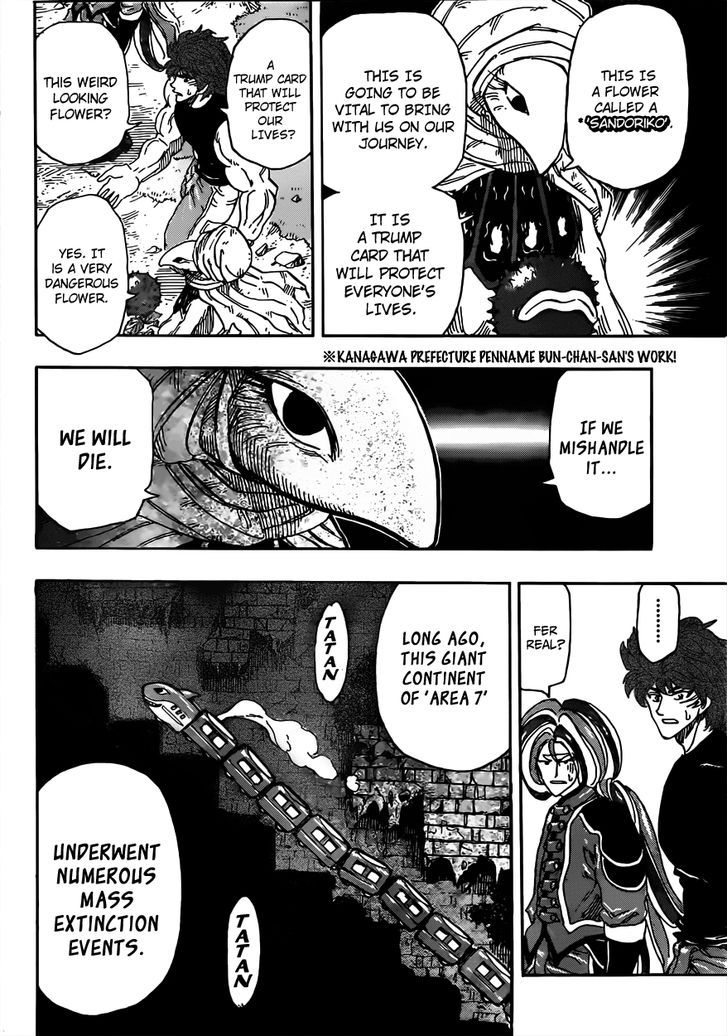 THIS IS
A FLOWER
CALLED A
*'SANDORIKO'.
THIS IS
GOING TO BE
VITAL TO BRING
WITH US ON OUR
JOURNEY.
IT IS
A TRUMP
CARD THAT
WILL PROTECT
EVERYONE'S
LIVES.
A
TRUMP CARD
THAT WILL
PROTECT
OUR
LIVES?
THIS WEIRD
LOOKING
FLOWER?
YES. IT
IS A VERY
DANGEROUS
FLOWER.
※KANAGAWA PREFECTURE PENNAME BUN-CHAN-SAN'S WORK!
IF WE
MISHANDLE
IT...
WE WILL
DIE.
........
FER
REAL?
LONG AGO,
THIS GIANT
CONTINENT
OF 'AREA 7'
TATAN
TATAN
UNDERWENT
NUMEROUS
MASS
EXTINCTION
EVENTS.